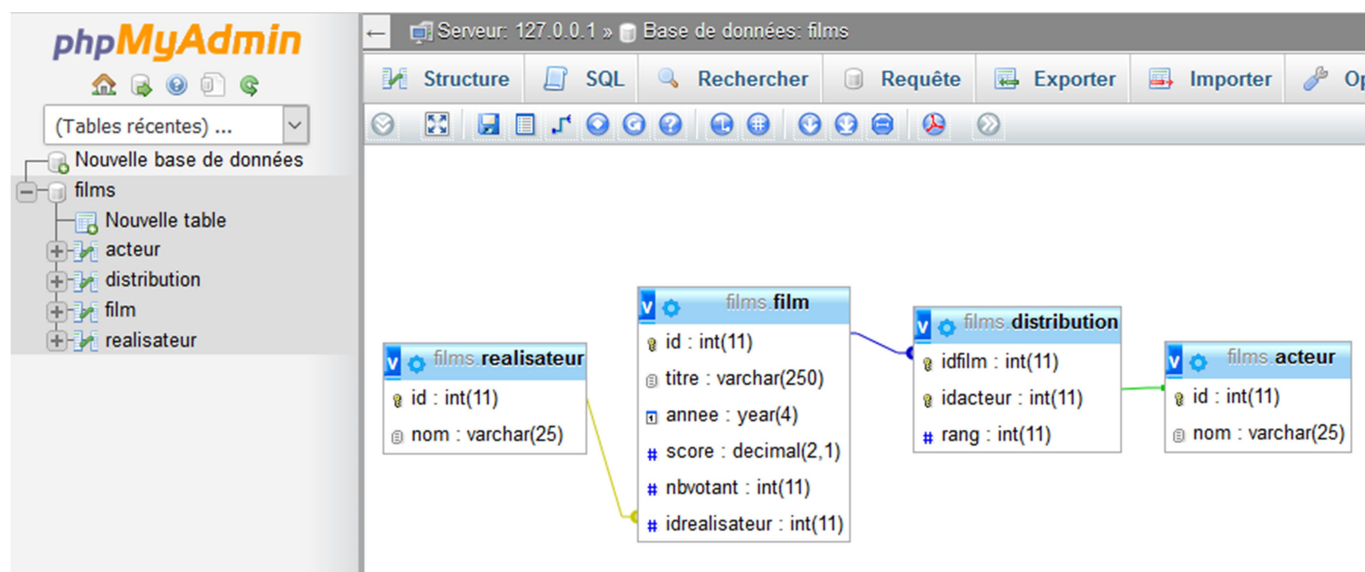 phpMyAdmin
(Tables récentes) ...
Nouvelle base de données
films
Nouvelle table
acteur
distribution
film
realisateur
← Serveur: 127.0.0.1 » Base de données: films
Structure SQL Rechercher Requête Exporter Importer Op
films.realisateur
id : int(11)
nom : varchar(25)
films.film
id : int(11)
titre : varchar(250)
annee : year(4)
# score : decimal(2,1)
# nbvotant : int(11)
# idrealisateur : int(11)
films.distribution
idfilm : int(11)
idacteur : int(11)
# rang : int(11)
films.acteur
id : int(11)
nom : varchar(25)